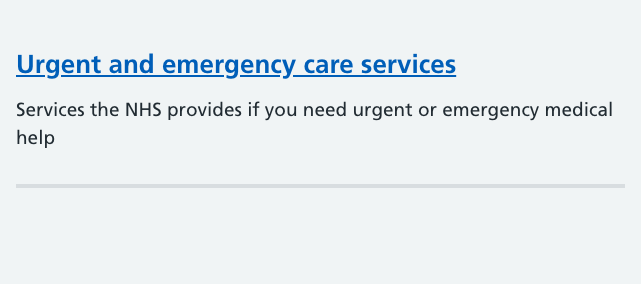 Urgent and emergency care services
Services the NHS provides if you need urgent or emergency medical
help